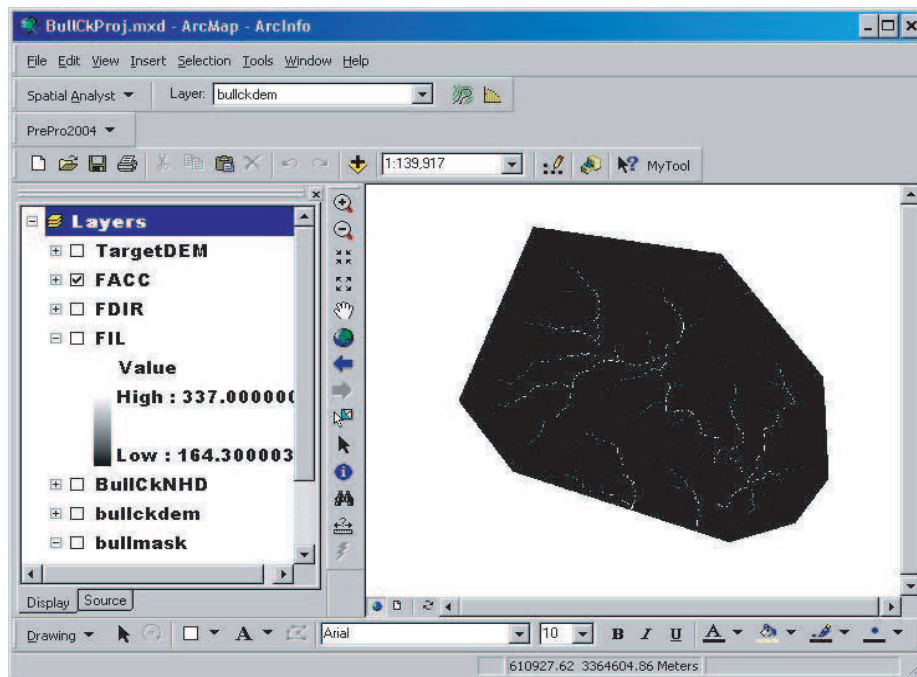 BullCkProj.mxd - ArcMap - ArcInfo
File Edit View Insert Selection Tools Window Help
Spatial Analyst Layer: bullckdem
PrePro2004
1:139,917 MyTool
Layers
TargetDEM
FACC
FDIR
FIL
Value
High : 337.000000
Low : 164.300003
BullCkNHD
bullckdem
bullmask
Display Source
Drawing A Arial 10 B I U A
610927.62 3364604.86 Meters